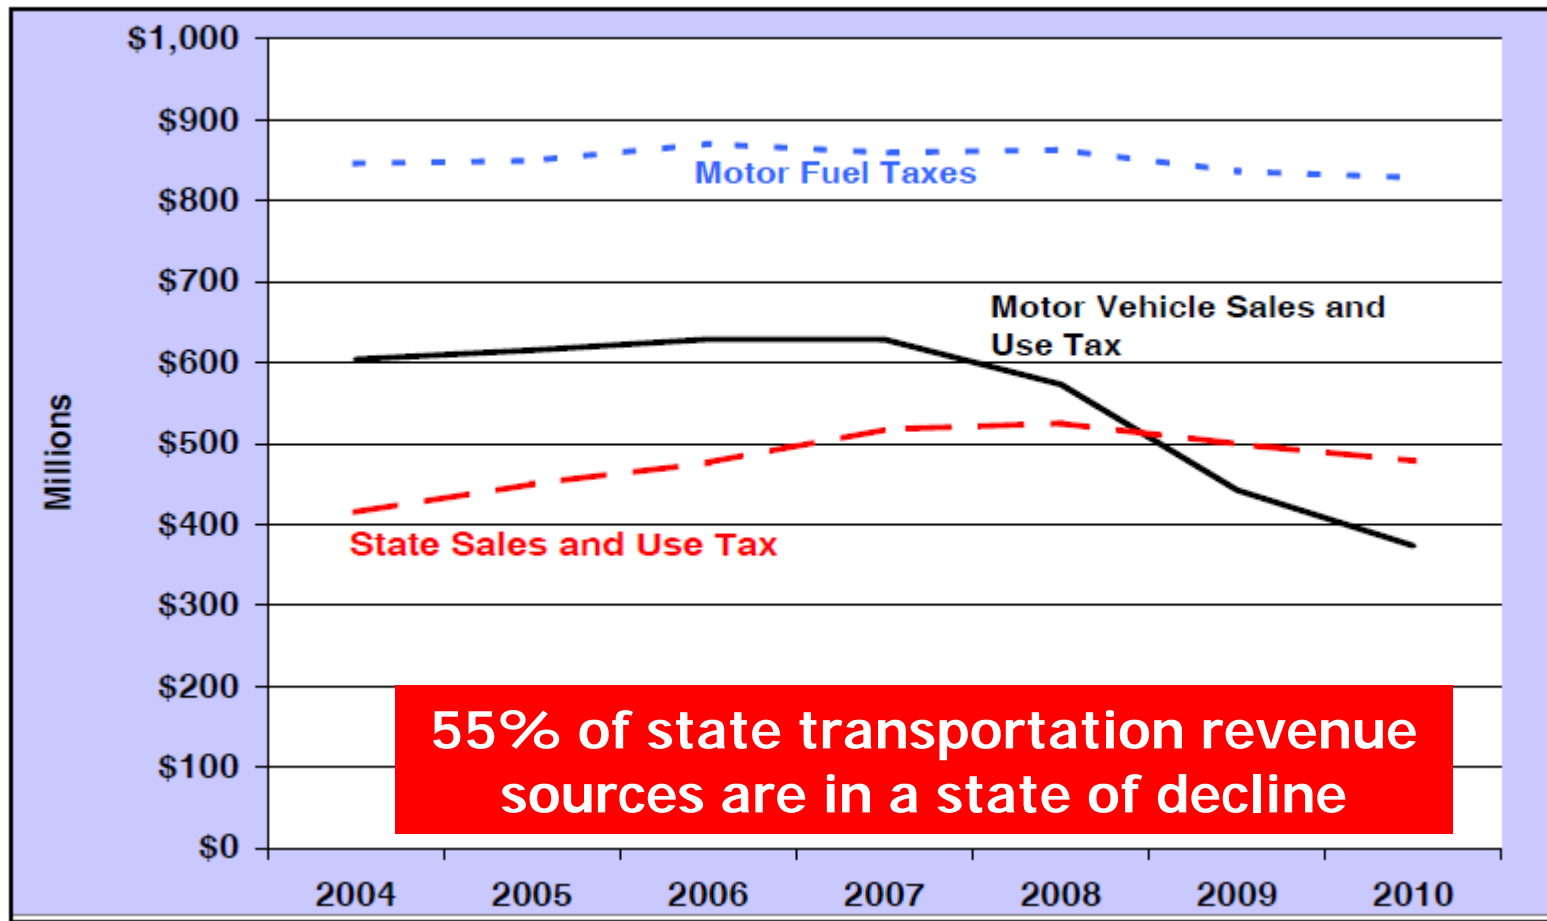 $1,000
$900
$800
$700
$600
$500
$400
$300
$200
$100
$0
Millions
Motor Fuel Taxes
Motor Vehicle Sales and
Use Tax
State Sales and Use Tax
55% of state transportation revenue
sources are in a state of decline
2004 2005 2006 2007 2008 2009 2010